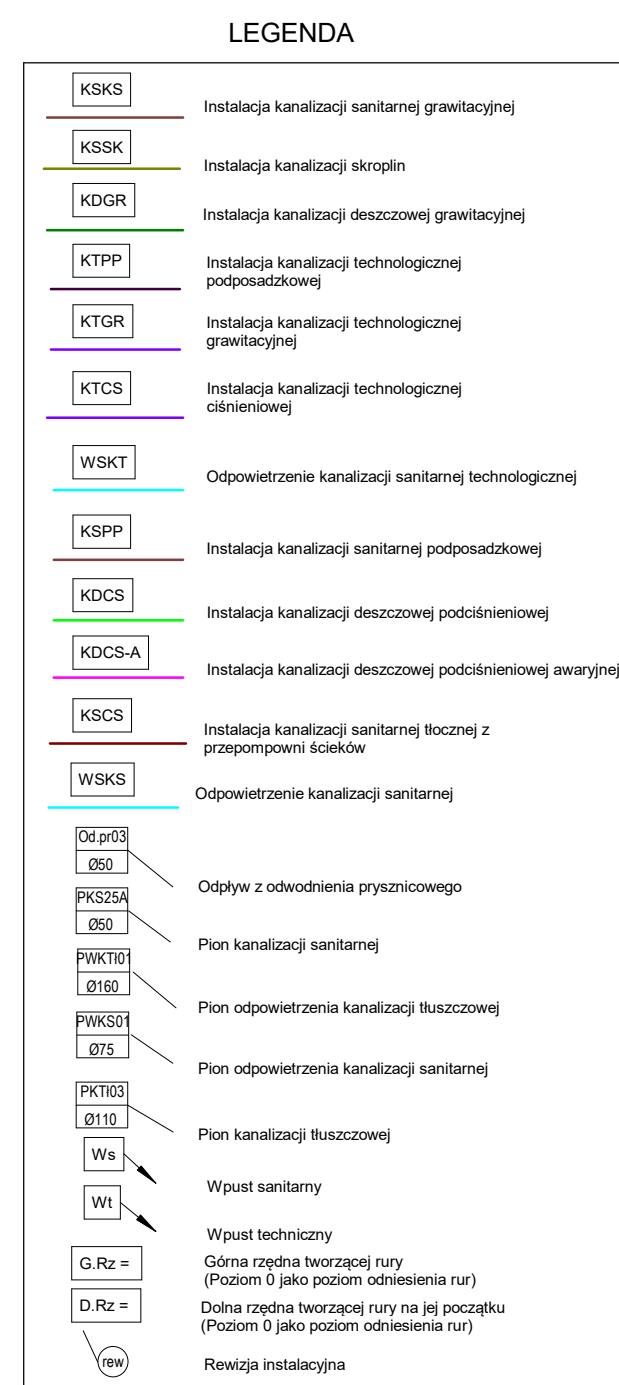 LEGENDA
KSKS
Instalacja kanalizacji sanitarnej grawitacyjnej
KSSK
Instalacja kanalizacji skroplin
KDGR
Instalacja kanalizacji deszczowej grawitacyjnej
KTPP
Instalacja kanalizacji technologicznej
podposadzkowej
KTGR
Instalacja kanalizacji technologicznej
grawitacyjnej
KTCS
Instalacja kanalizacji technologicznej
ciśnieniowej
WSKT
Odpowietrzenie kanalizacji sanitarnej technologicznej
KSPP
Instalacja kanalizacji sanitarnej podposadzkowej
KDCS
Instalacja kanalizacji deszczowej podciśnieniowej
KDCS-A
Instalacja kanalizacji deszczowej podciśnieniowej awaryjnej
KSCS
Instalacja kanalizacji sanitarnej tłocznej z
przepompowni ścieków
WSKS
Odpowietrzenie kanalizacji sanitarnej
Od.pr03
Ø50
Odpływ z odwodnienia prysznicowego
PKS25A
Ø50
Pion kanalizacji sanitarnej
PWKTł01
Ø160
Pion odpowietrzenia kanalizacji tłuszczowej
PWKS01
Ø75
Pion odpowietrzenia kanalizacji sanitarnej
PKTł03
Ø110
Pion kanalizacji tłuszczowej
Ws
Wpust sanitarny
Wt
Wpust techniczny
G.Rz =
Górna rzędna tworzącej rury
(Poziom 0 jako poziom odniesienia rur)
D.Rz =
Dolna rzędna tworzącej rury na jej początku
(Poziom 0 jako poziom odniesienia rur)
rew
Rewizja instalacyjna